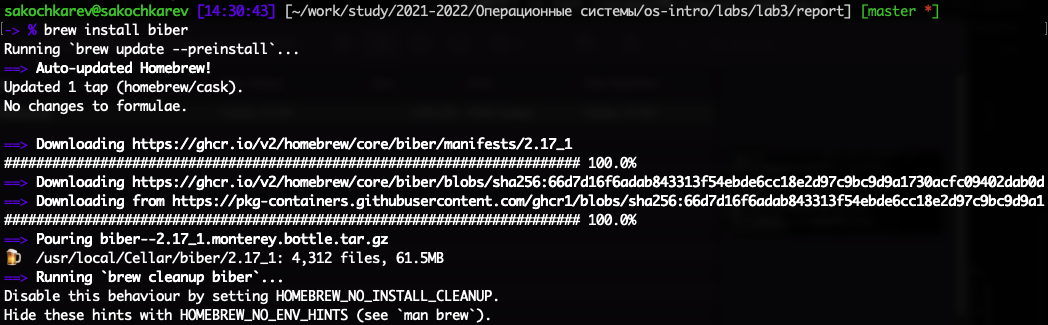 sakochkarev@sakochkarev [14:30:43] [~/work/study/2021-2022/Операционные системы/os-intro/labs/lab3/report] [master *]
-> % brew install biber
Running `brew update --preinstall`...
==> Auto-updated Homebrew!
Updated 1 tap (homebrew/cask).
No changes to formulae.
==> Downloading https://ghcr.io/v2/homebrew/core/biber/manifests/2.17_1
######################################################################## 100.0%
==> Downloading https://ghcr.io/v2/homebrew/core/biber/blobs/sha256:66d7d16f6adab843313f54ebde6cc18e2d97c9bc9d9a1730acfc09402dab0d
==> Downloading from https://pkg-containers.githubusercontent.com/ghcr1/blobs/sha256:66d7d16f6adab843313f54ebde6cc18e2d97c9bc9d9a1
######################################################################## 100.0%
==> Pouring biber--2.17_1.monterey.bottle.tar.gz
🍺  /usr/local/Cellar/biber/2.17_1: 4,312 files, 61.5MB
==> Running `brew cleanup biber`...
Disable this behaviour by setting HOMEBREW_NO_INSTALL_CLEANUP.
Hide these hints with HOMEBREW_NO_ENV_HINTS (see `man brew`).